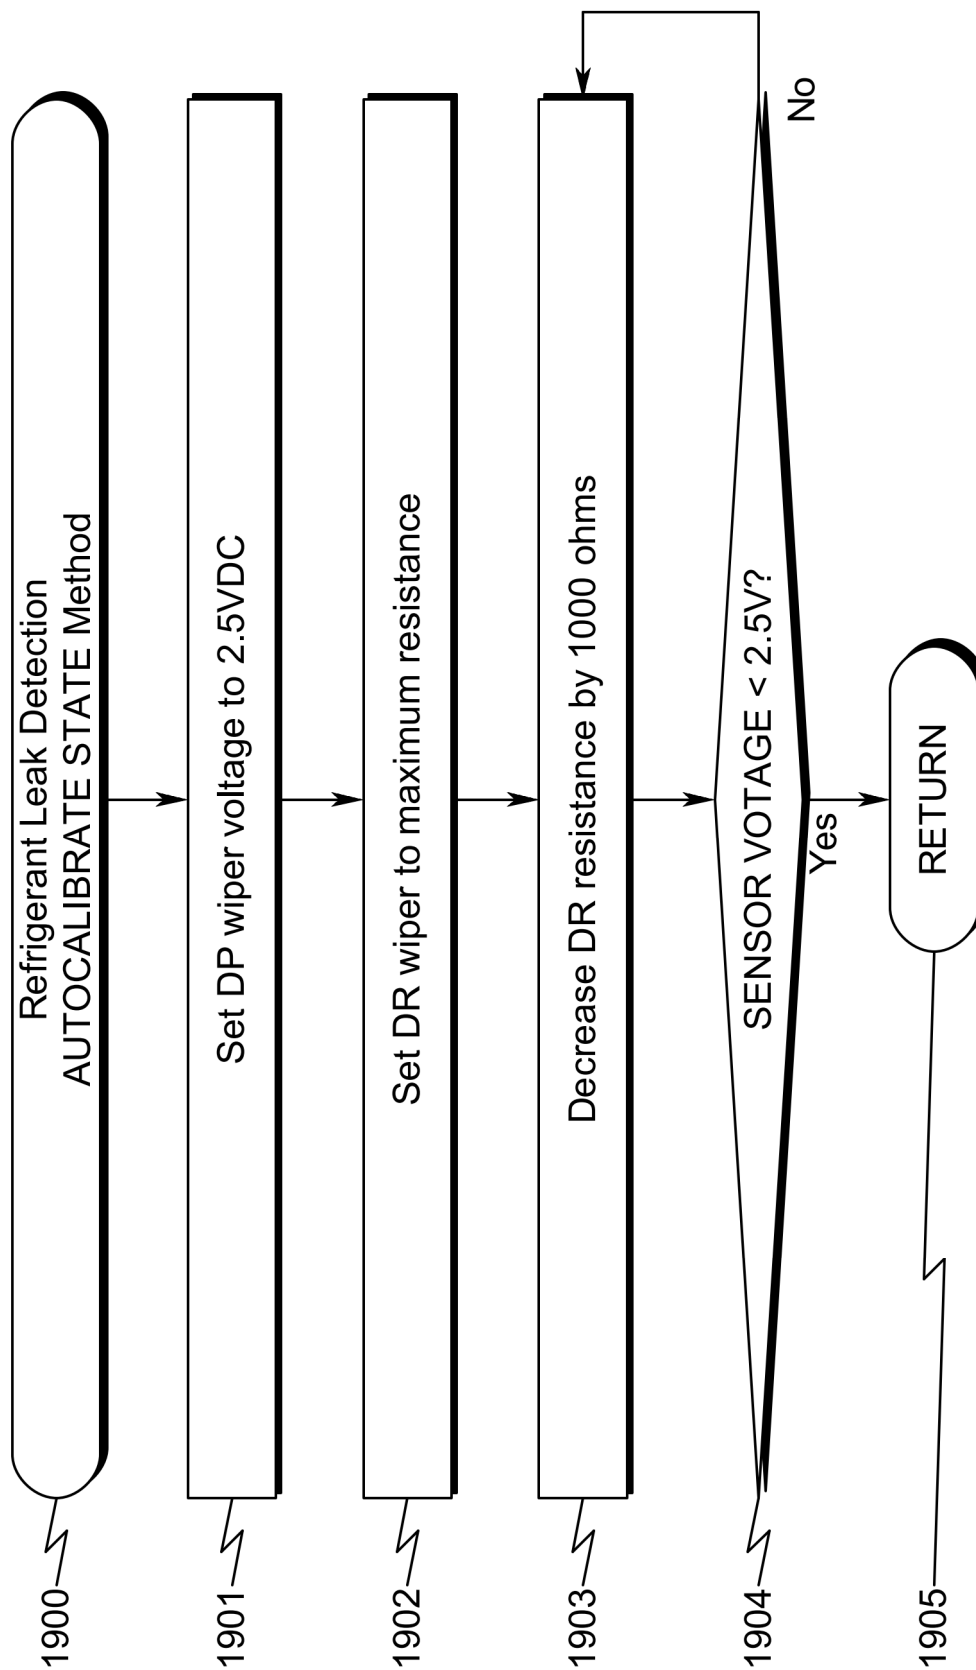 1900
Refrigerant Leak Detection
AUTOCALIBRATE STATE Method
1901
Set DP wiper voltage to 2.5VDC
1902
Set DR wiper to maximum resistance
1903
Decrease DR resistance by 1000 ohms
1904
SENSOR VOTAGE < 2.5V?
No
Yes
1905
RETURN